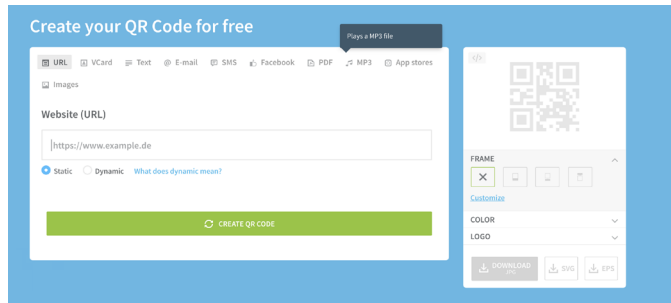 Create your QR Code for free
Plays a MP3 file
URL VCard Text E-mail SMS Facebook PDF MP3 App stores
Images
Website (URL)
https://www.example.de
Static Dynamic What does dynamic mean?
CREATE QR CODE
</>
FRAME
Customize
COLOR
LOGO
DOWNLOAD
JPG
SVG
EPS